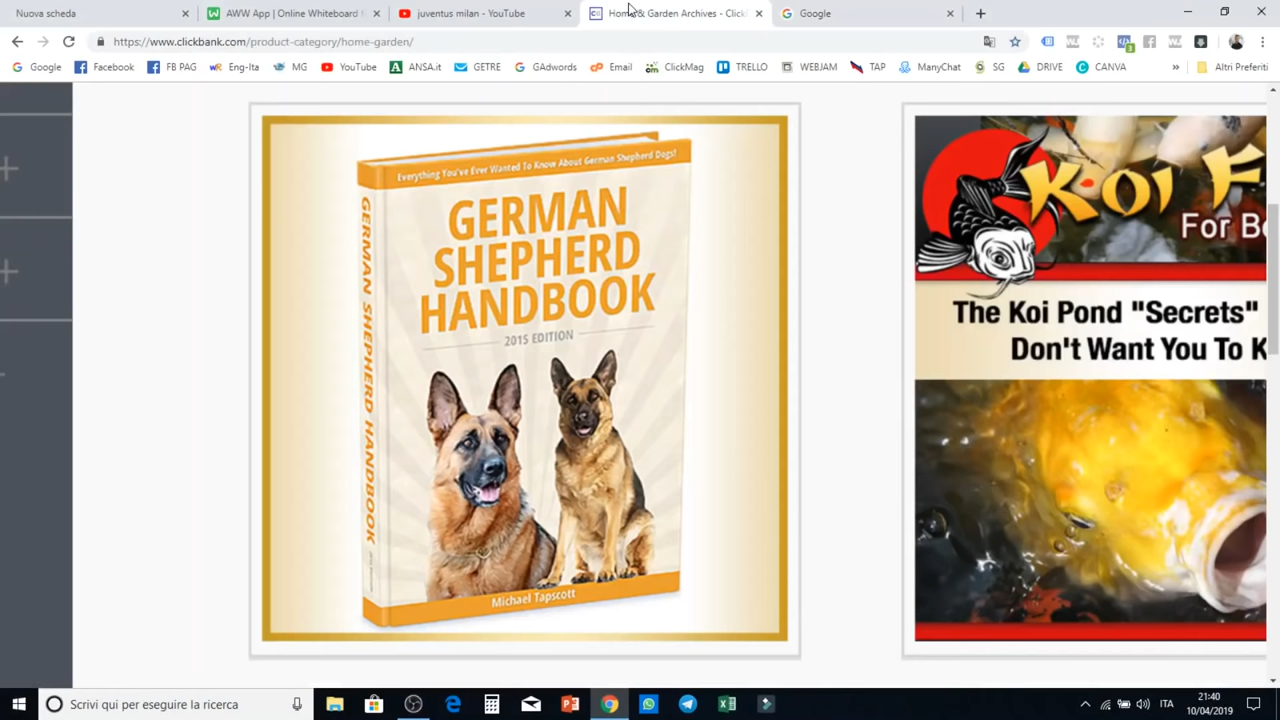 Nuova scheda
AWW App | Online Whiteboard
juventus milan - YouTube
Home & Garden Archives - Click
Google
https://www.clickbank.com/product-category/home-garden/
Google
Facebook
FB PAG
Eng-Ita
MG
YouTube
ANSA.it
GETRE
GAdwords
Email
ClickMag
TRELLO
WEBJAM
TAP
ManyChat
SG
DRIVE
CANVA
»
Altri Preferiti
Everything You've Ever Wanted To Know About German Shepherd Dogs!
GERMAN
SHEPHERD
HANDBOOK
2015 EDITION
Michael Tapscott
GERMAN SHEPHERD HANDBOOK
KOI F
For Be
The Koi Pond "Secrets"
Don't Want You To K
Scrivi qui per eseguire la ricerca
ITA
21:40
10/04/2019